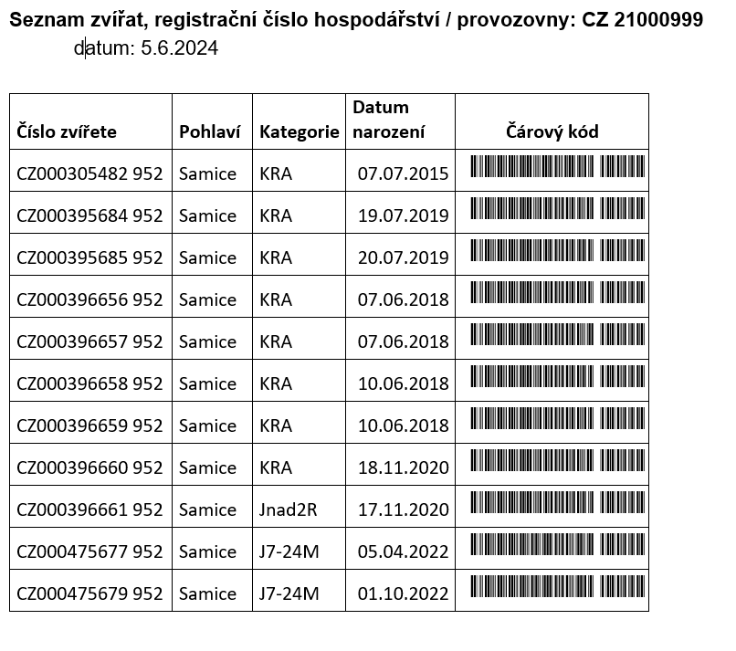 Seznam zvířat, registrační číslo hospodářství / provozovny: CZ 21000999
datum: 5.6.2024
Číslo zvířete Pohlaví Kategorie Datum narození Čárový kód
CZ000305482 952 Samice KRA 07.07.2015
CZ000395684 952 Samice KRA 19.07.2019
CZ000395685 952 Samice KRA 20.07.2019
CZ000396656 952 Samice KRA 07.06.2018
CZ000396657 952 Samice KRA 07.06.2018
CZ000396658 952 Samice KRA 10.06.2018
CZ000396659 952 Samice KRA 10.06.2018
CZ000396660 952 Samice KRA 18.11.2020
CZ000396661 952 Samice Jnad2R 17.11.2020
CZ000475677 952 Samice J7-24M 05.04.2022
CZ000475679 952 Samice J7-24M 01.10.2022